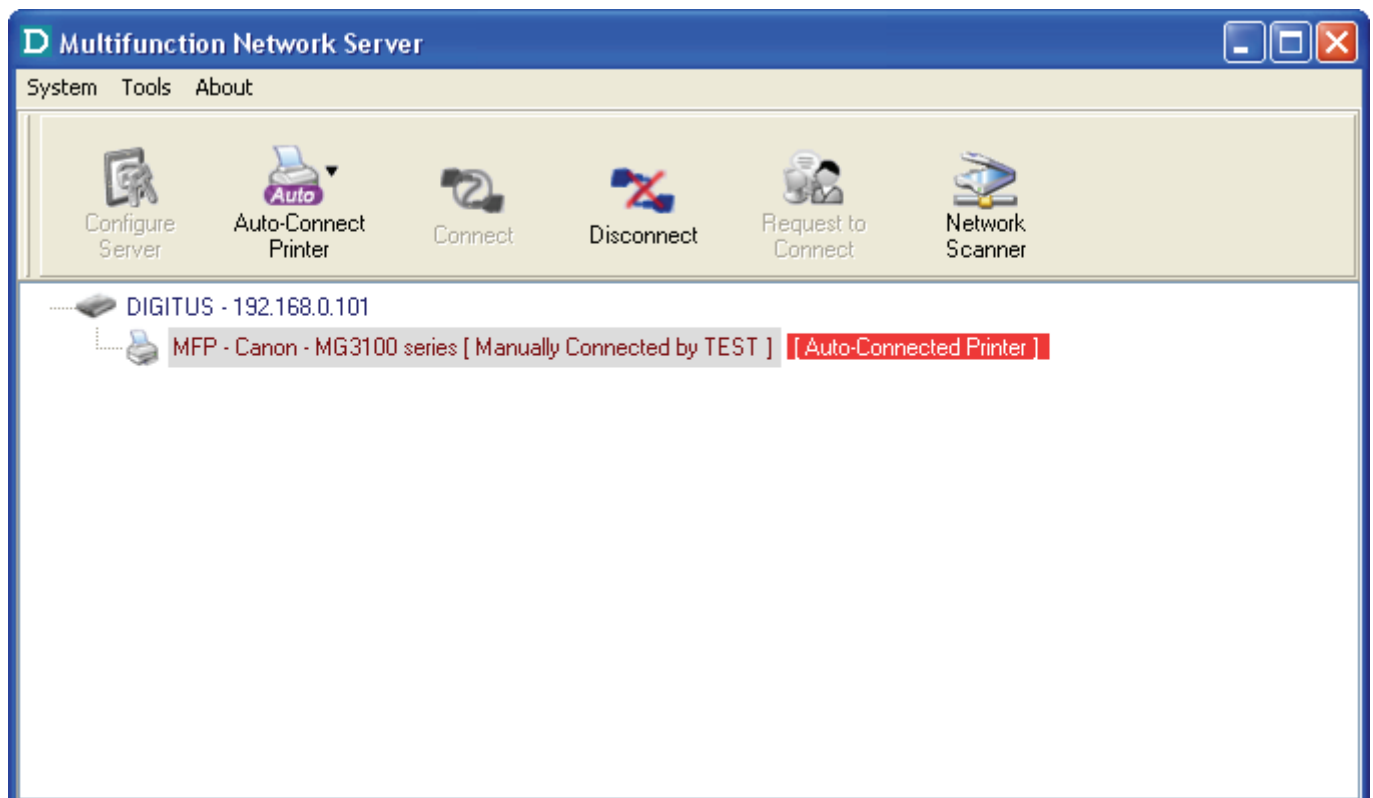 D Multifunction Network Server
System Tools About
Configure Server
Auto
Auto-Connect Printer
Connect
Disconnect
Request to Connect
Network Scanner
DIGITUS - 192.168.0.101
MFP - Canon - MG3100 series [ Manually Connected by TEST ] [ Auto-Connected Printer ]